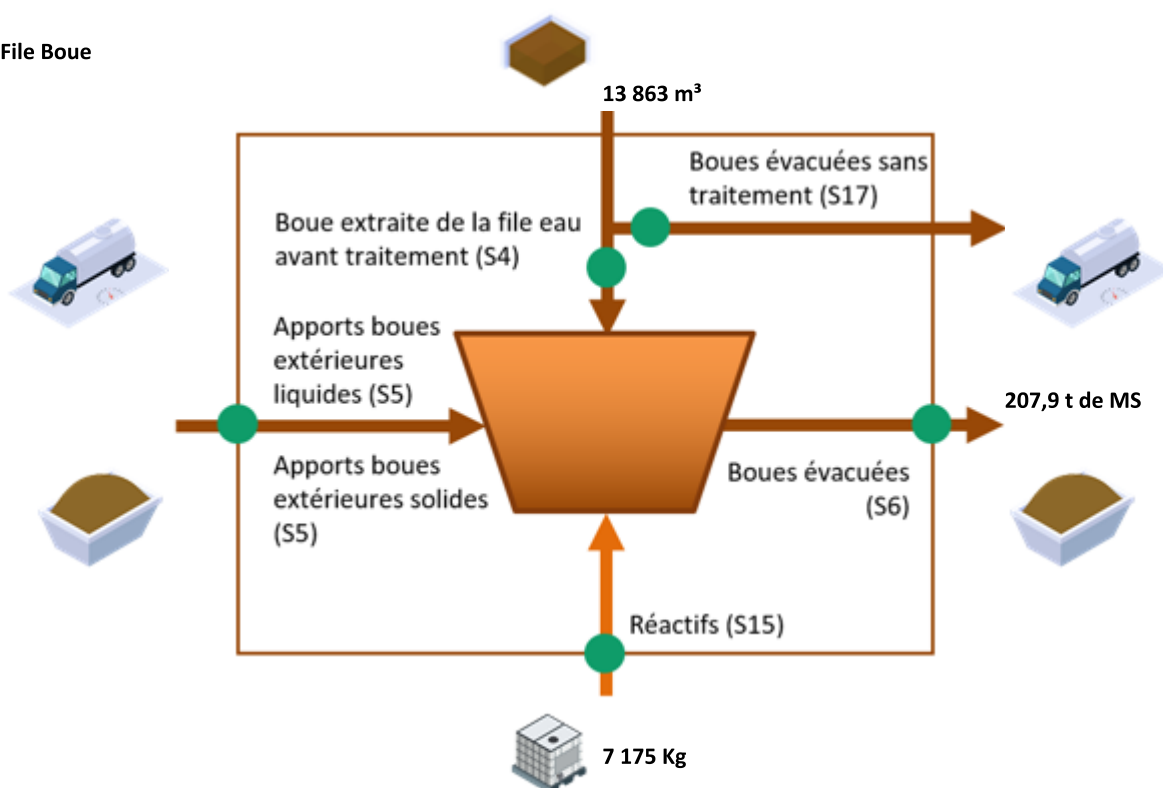 File Boue
13 863 m³
Boues évacuées sans
traitement (S17)
Boue extraite de la file eau
avant traitement (S4)
Apports boues
extérieures
liquides (S5)
207,9 t de MS
Apports boues
extérieures solides
(S5)
Boues évacuées
(S6)
Réactifs (S15)
7 175 Kg